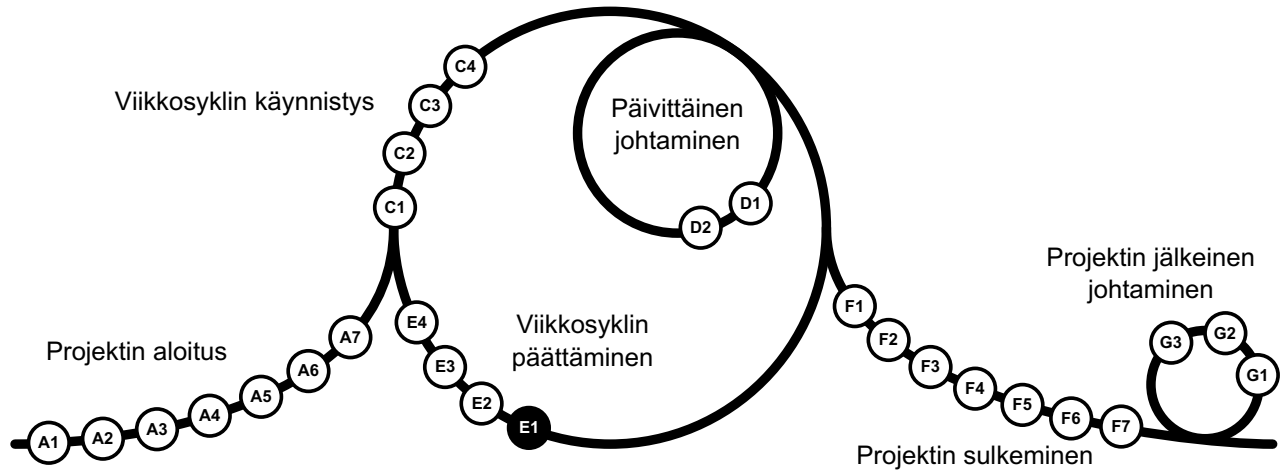 Viikkosyklin käynnistys
C4
C3
C2
C1
Päivittäinen
johtaminen
D1
D2
Projektin aloitus
A1
A2
A3
A4
A5
A6
A7
Viikkosyklin
päättäminen
E4
E3
E2
E1
F1
F2
F3
F4
F5
F6
F7
Projektin sulkeminen
Projektin jälkeinen
johtaminen
G3
G2
G1